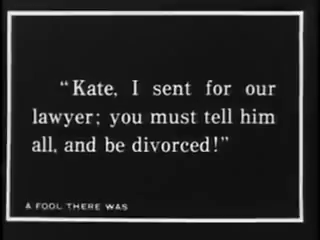 “Kate, I sent for our
lawyer; you must tell him
all, and be divorced!”
A FOOL THERE WAS